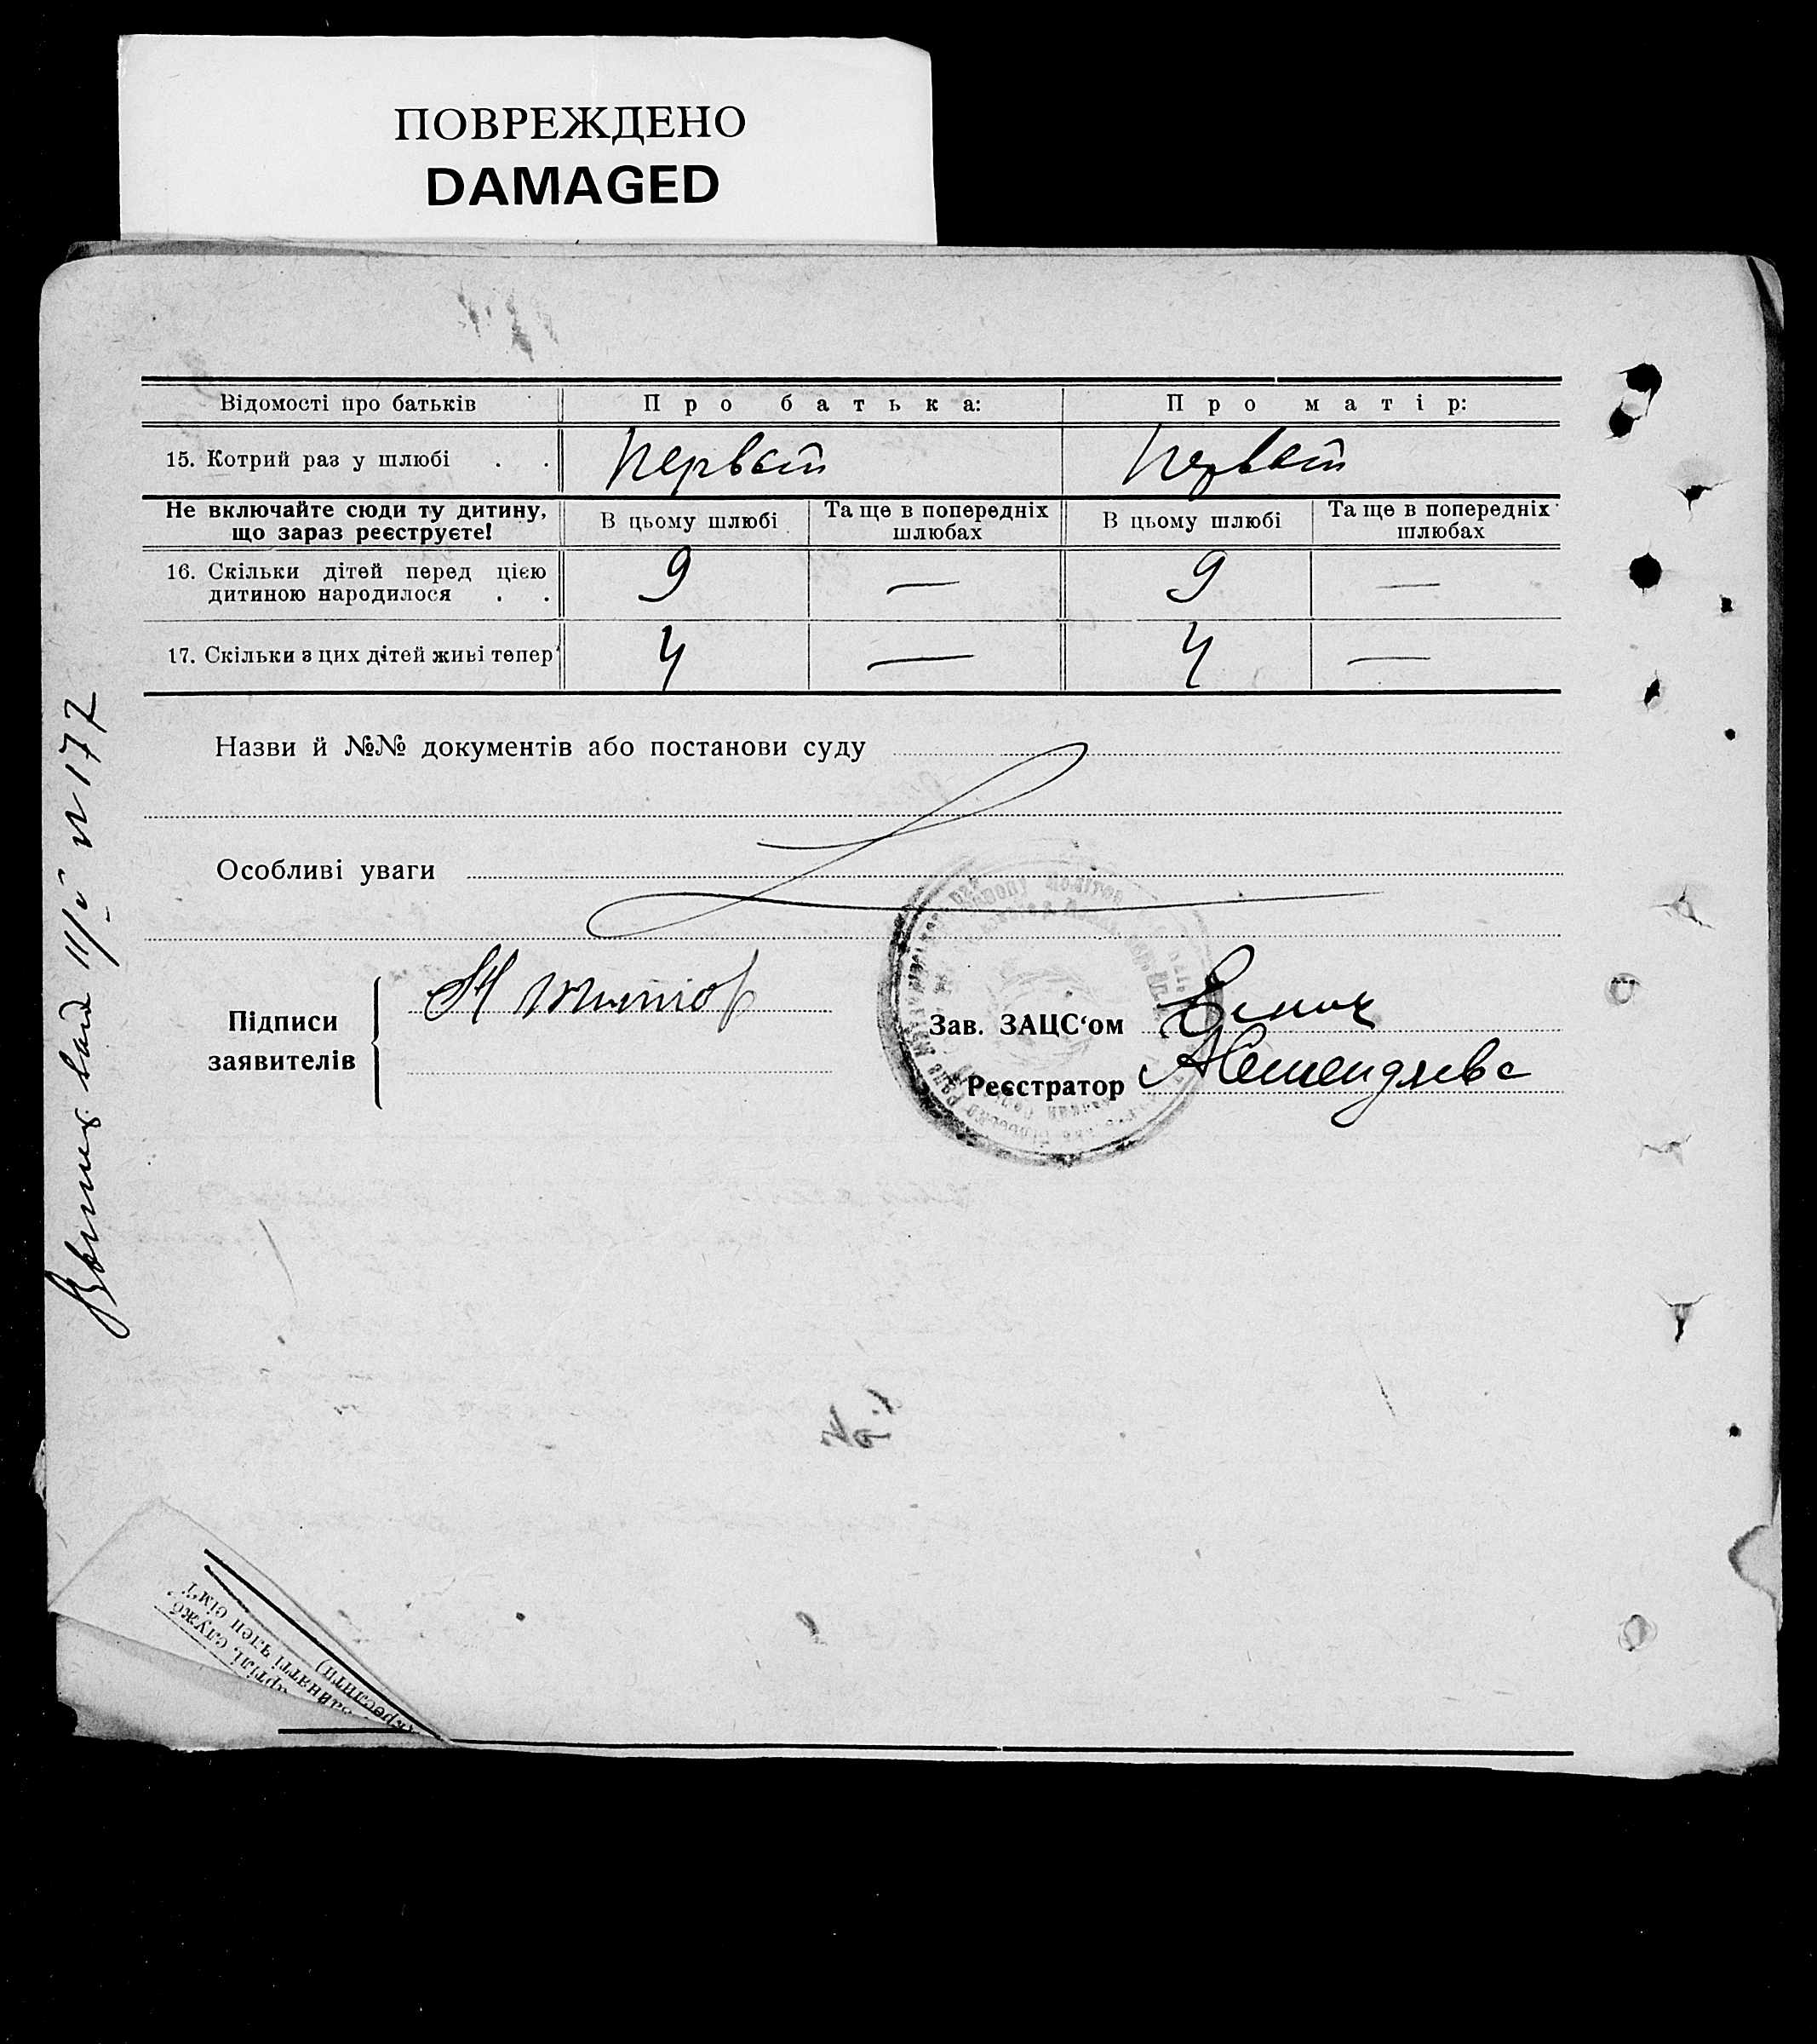 ПОВРЕЖДЕНО
DAMAGED
Відомості про батьків Про батька: Про матір:
15. Котрий раз у шлюбі . . первый первый
Не включайте сюди ту дитину, що зараз реєструєте! В цьому шлюбі Та ще в попередніх шлюбах В цьому шлюбі Та ще в попередніх шлюбах
16. Скільки дітей перед цією дитиною народилося . . 9 — 9 —
17. Скільки з цих дітей живі тепер 4 — 4 —
Назви й №№ документів або постанови суду
Особливі уваги
Підписи заявителів
Зав. ЗАЦС‘ом
Реєстратор
N 177
член сім'ї